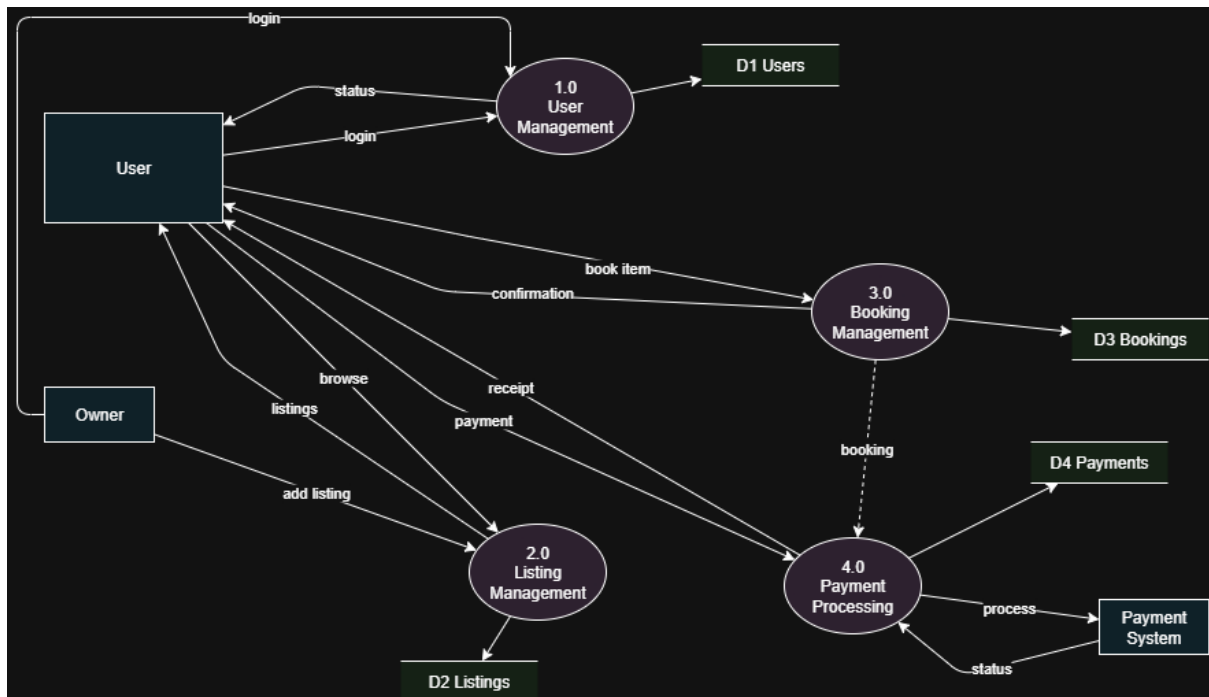 login
1.0
User
Management
D1 Users
status
login
User
book item
confirmation
3.0
Booking
Management
D3 Bookings
browse
listings
receipt
payment
Owner
booking
add listing
D4 Payments
2.0
Listing
Management
4.0
Payment
Processing
process
Payment
System
status
D2 Listings